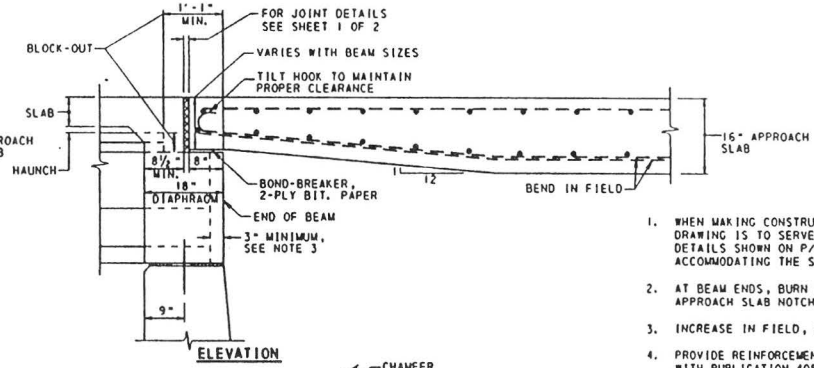 1'-1"
MIN.
FOR JOINT DETAILS
SEE SHEET 1 OF 2
BLOCK-OUT
VARIES WITH BEAM SIZES
TILT HOOK TO MAINTAIN
PROPER CLEARANCE
SLAB
HAUNCH
8½"
MIN.
8"
18"
DIAPHRAGM
BOND-BREAKER,
2-PLY BIT. PAPER
END OF BEAM
3" MINIMUM,
SEE NOTE 3
1
12
BEND IN FIELD
16" APPROACH
SLAB
9"
ELEVATION
CHAMFER
1. WHEN MAKING
DRAWING IS TO SERVE
DETAILS SHOWN ON
ACCOMMODATING THE
2. AT BEAM ENDS, BURN
APPROACH SLAB NOTCH
3. INCREASE IN FIELD,
4. PROVIDE
WITH PUBLICATION